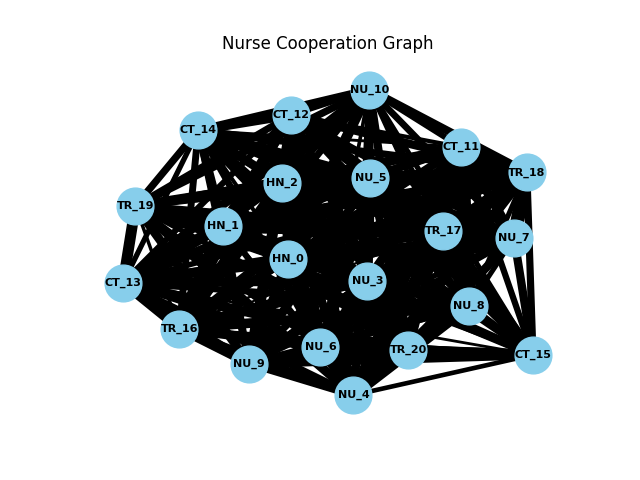 Nurse Cooperation Graph
NU_10
CT_12
CT_14
CT_11
TR_18
NU_5
HN_2
TR_19
HN_1
TR_17
NU_7
HN_0
NU_3
CT_13
NU_8
TR_16
NU_6
TR_20
CT_15
NU_9
NU_4